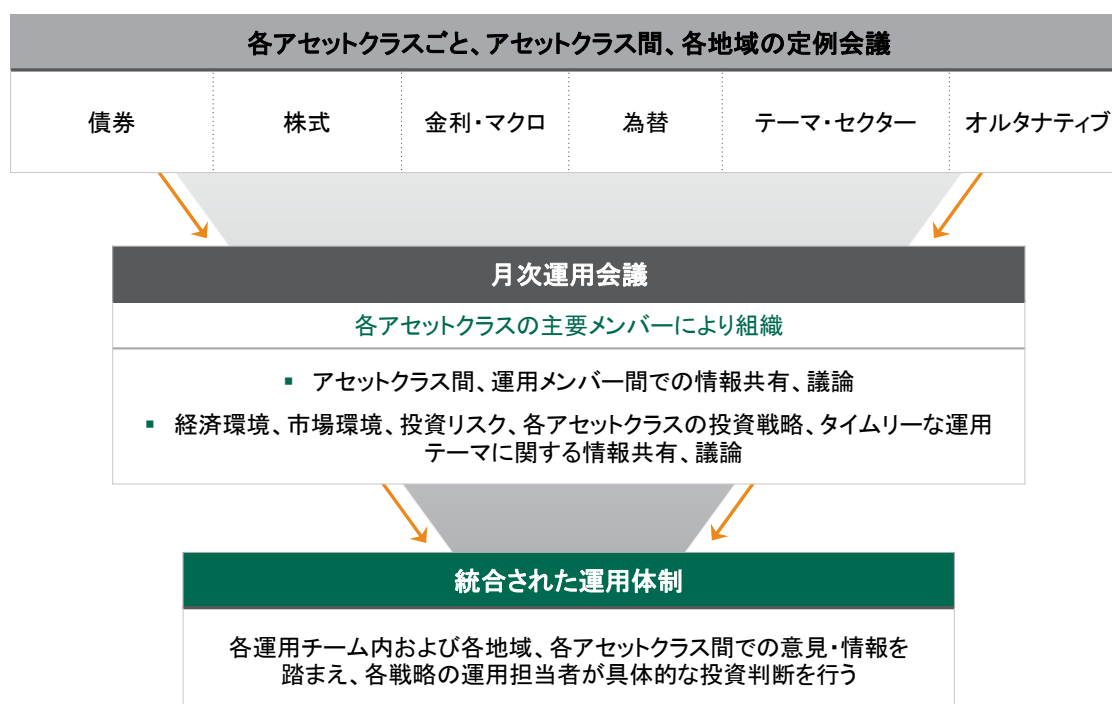 各アセットクラスごと、アセットクラス間、各地域の定例会議
債券 株式 金利・マクロ 為替 テーマ・セクター オルタナティブ
月次運用会議
各アセットクラスの主要メンバーにより組織
▪ アセットクラス間、運用メンバー間での情報共有、議論
▪ 経済環境、市場環境、投資リスク、各アセットクラスの投資戦略、タイムリーな運用
テーマに関する情報共有、議論
統合された運用体制
各運用チーム内および各地域、各アセットクラス間での意見・情報を
踏まえ、各戦略の運用担当者が具体的な投資判断を行う